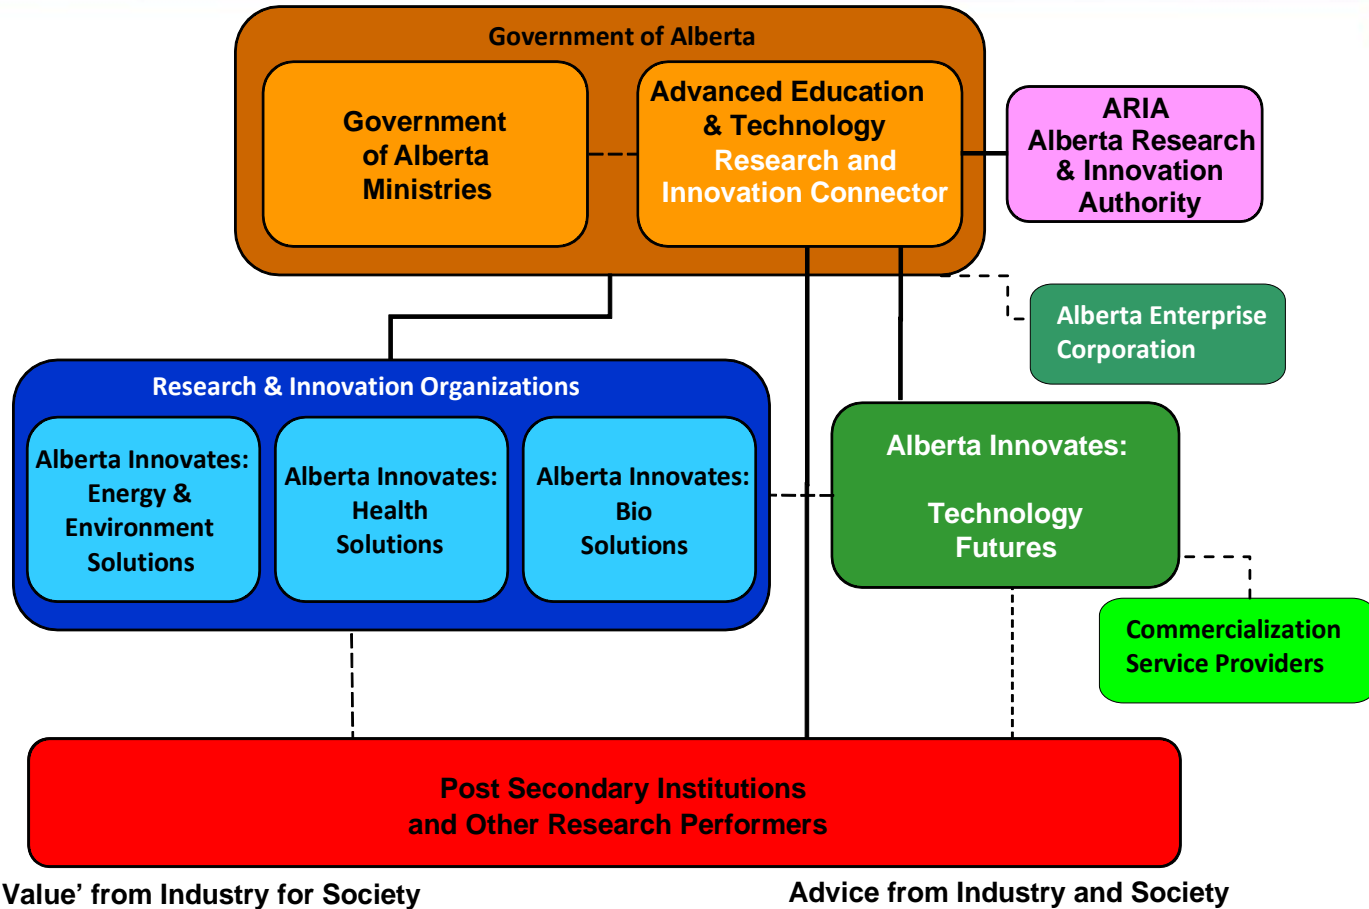 Government of Alberta
Government
of Alberta
Ministries
Advanced Education
& Technology
Research and
Innovation Connector
ARIA
Alberta Research
& Innovation
Authority
Alberta Enterprise
Corporation
Research & Innovation Organizations
Alberta Innovates:
Energy &
Environment
Solutions
Alberta Innovates:
Health
Solutions
Alberta Innovates:
Bio
Solutions
Alberta Innovates:
Technology
Futures
Commercialization
Service Providers
Post Secondary Institutions
and Other Research Performers
Value’ from Industry for Society
Advice from Industry and Society